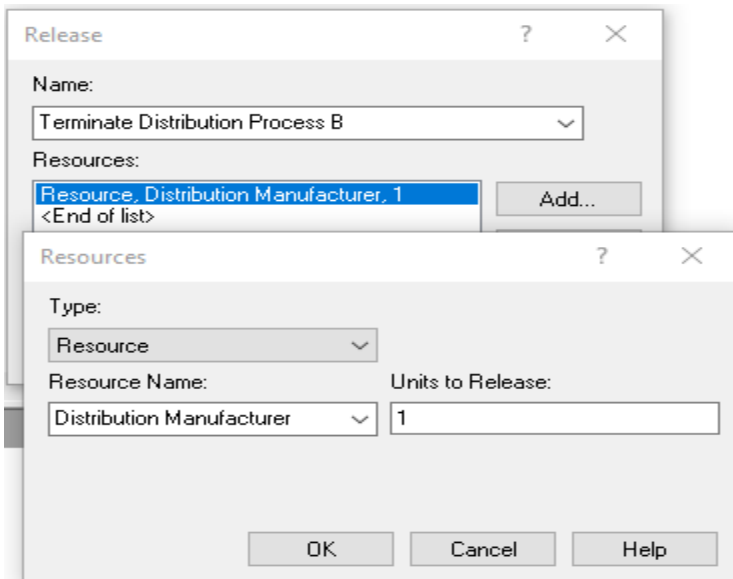 Release ?
Name:
Terminate Distribution Process B
Resources:
Resource, Distribution Manufacturer, 1
<End of list>
Add...
Resources ?
Type:
Resource
Resource Name: Units to Release:
Distribution Manufacturer 1
OK Cancel Help